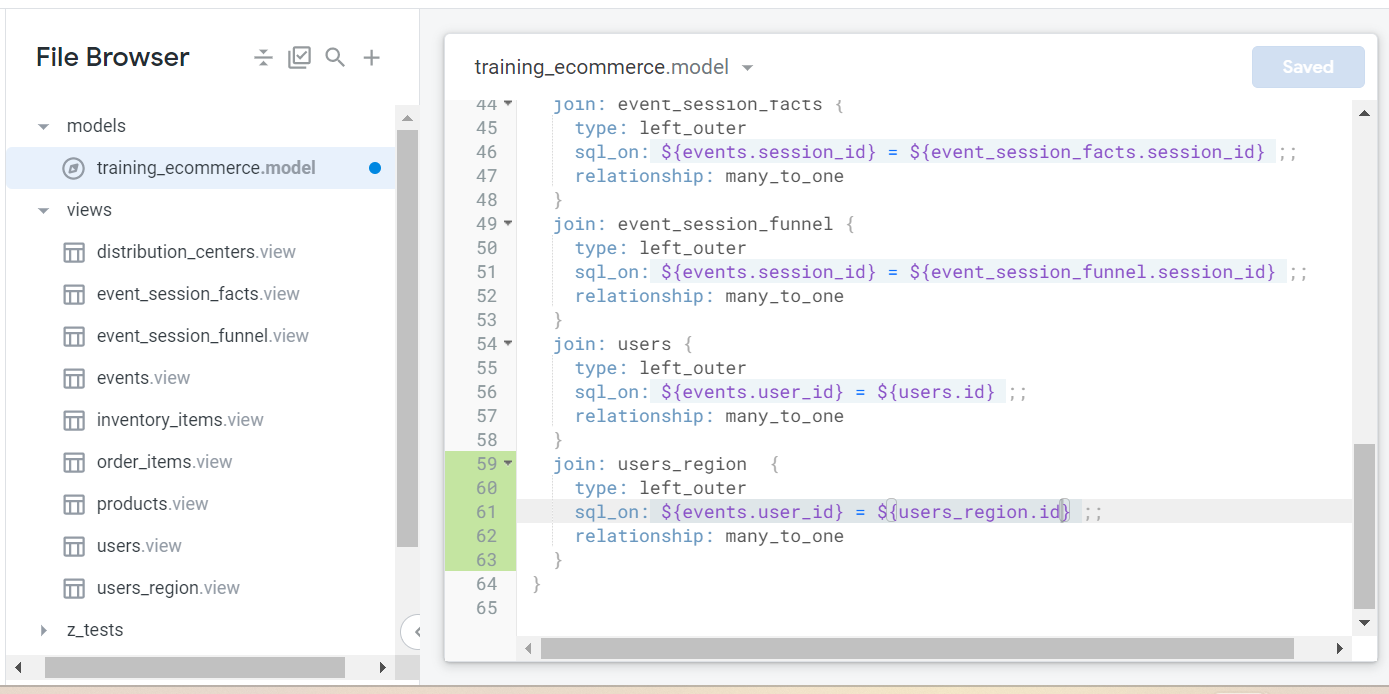 File Browser
models
training_ecommerce.model
views
distribution_centers.view
event_session_facts.view
event_session_funnel.view
events.view
inventory_items.view
order_items.view
products.view
users.view
users_region.view
z_tests
training_ecommerce.model
Saved
44 join: event_session_facts {
45 type: left_outer
46 sql_on: ${events.session_id} = ${event_session_facts.session_id} ;;
47 relationship: many_to_one
48 }
49 join: event_session_funnel {
50 type: left_outer
51 sql_on: ${events.session_id} = ${event_session_funnel.session_id} ;;
52 relationship: many_to_one
53 }
54 join: users {
55 type: left_outer
56 sql_on: ${events.user_id} = ${users.id} ;;
57 relationship: many_to_one
58 }
59 join: users_region  {
60 type: left_outer
61 sql_on: ${events.user_id} = ${users_region.id} ;;
62 relationship: many_to_one
63 }
64 }
65